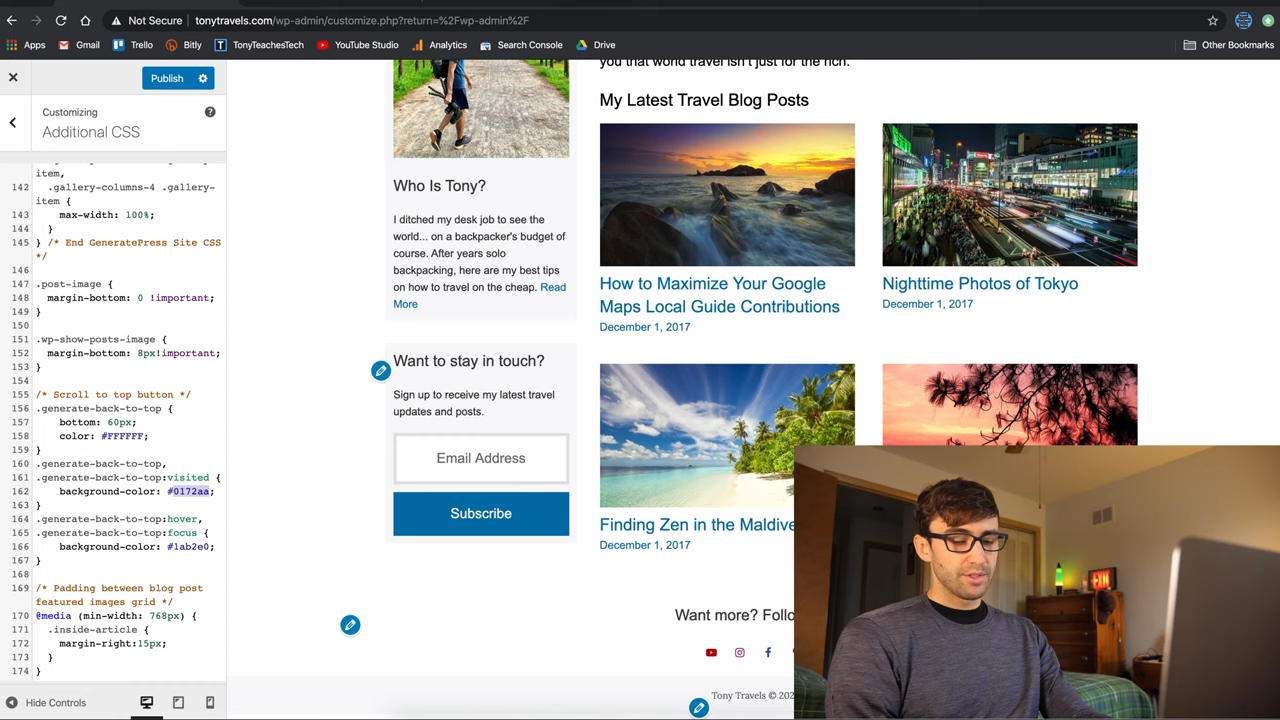 Not Secure tonytravels.com/wp-admin/customize.php?return=%2Fwp-admin%2F
Apps Gmail Trello Bitly TonyTeachesTech YouTube Studio Analytics Search Console Drive Other Bookmarks
Publish
Customizing
Additional CSS
item,
142 .gallery-columns-4 .gallery-
item {
143 max-width: 100%;
144 }
145 } /* End GeneratePress Site CSS
*/
146
147 .post-image {
148 margin-bottom: 0 !important;
149 }
150
151 .wp-show-posts-image {
152 margin-bottom: 8px!important;
153 }
154
155 /* Scroll to top button */
156 .generate-back-to-top {
157 bottom: 60px;
158 color: #FFFFFF;
159 }
160 .generate-back-to-top,
161 .generate-back-to-top:visited {
162 background-color: #0172aa;
163 }
164 .generate-back-to-top:hover,
165 .generate-back-to-top:focus {
166 background-color: #1ab2e0;
167 }
168
169 /* Padding between blog post
featured images grid */
170 @media (min-width: 768px) {
171 .inside-article {
172 margin-right:15px;
173 }
174 }
Hide Controls
Who Is Tony?
I ditched my desk job to see the
world... on a backpacker's budget of
course. After years solo
backpacking, here are my best tips
on how to travel on the cheap. Read
More
Want to stay in touch?
Sign up to receive my latest travel
updates and posts.
Email Address
Subscribe
you that world travel isn't just for the rich.
My Latest Travel Blog Posts
How to Maximize Your Google
Maps Local Guide Contributions
December 1, 2017
Nighttime Photos of Tokyo
December 1, 2017
Finding Zen in the Maldive
December 1, 2017
Want more? Follo
Tony Travels © 202